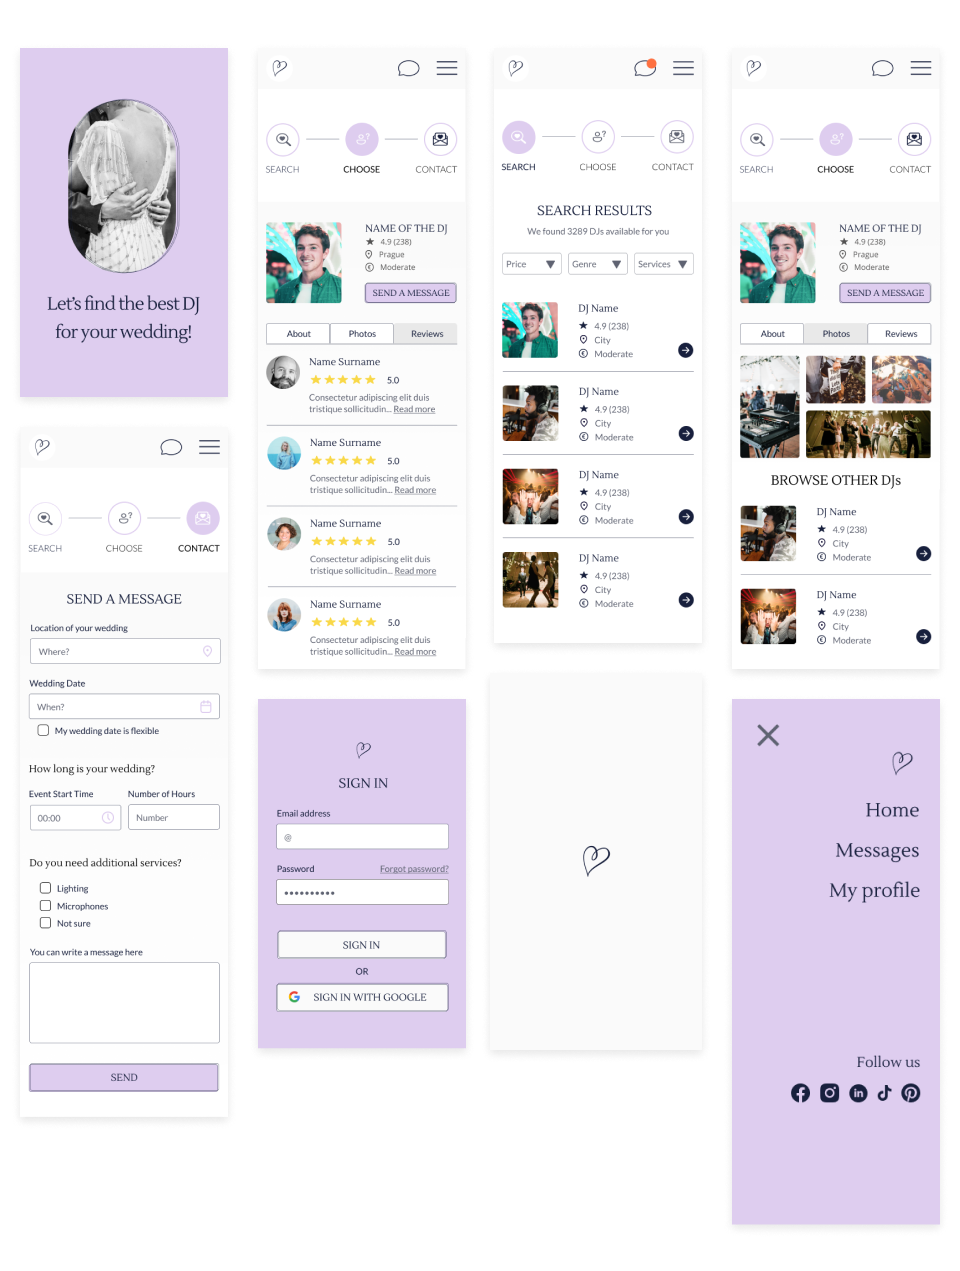 Let's find the best DJ
for your wedding!
SEARCH
CHOOSE
CONTACT
SEND A MESSAGE
Location of your wedding
Where?
Wedding Date
When?
My wedding date is flexible
How long is your wedding?
Event Start Time
Number of Hours
00:00
Number
Do you need additional services?
Lighting
Microphones
Not sure
You can write a message here
SEND
SEARCH
CHOOSE
CONTACT
NAME OF THE DJ
4.9 (238)
Prague
Moderate
SEND A MESSAGE
About
Photos
Reviews
Name Surname
5.0
Consectetur adipiscing elit duis
tristique sollicitudin... Read more
Name Surname
5.0
Consectetur adipiscing elit duis
tristique sollicitudin... Read more
Name Surname
5.0
Consectetur adipiscing elit duis
tristique sollicitudin... Read more
Name Surname
5.0
Consectetur adipiscing elit duis
tristique sollicitudin... Read more
SIGN IN
Email address
@
Password
Forgot password?
SIGN IN
OR
SIGN IN WITH GOOGLE
SEARCH
CHOOSE
CONTACT
SEARCH RESULTS
We found 3289 DJs available for you
Price
Genre
Services
DJ Name
4.9 (238)
City
Moderate
DJ Name
4.9 (238)
City
Moderate
DJ Name
4.9 (238)
City
Moderate
DJ Name
4.9 (238)
City
Moderate
SEARCH
CHOOSE
CONTACT
NAME OF THE DJ
4.9 (238)
Prague
Moderate
SEND A MESSAGE
About
Photos
Reviews
BROWSE OTHER DJs
DJ Name
4.9 (238)
City
Moderate
DJ Name
4.9 (238)
City
Moderate
Home
Messages
My profile
Follow us